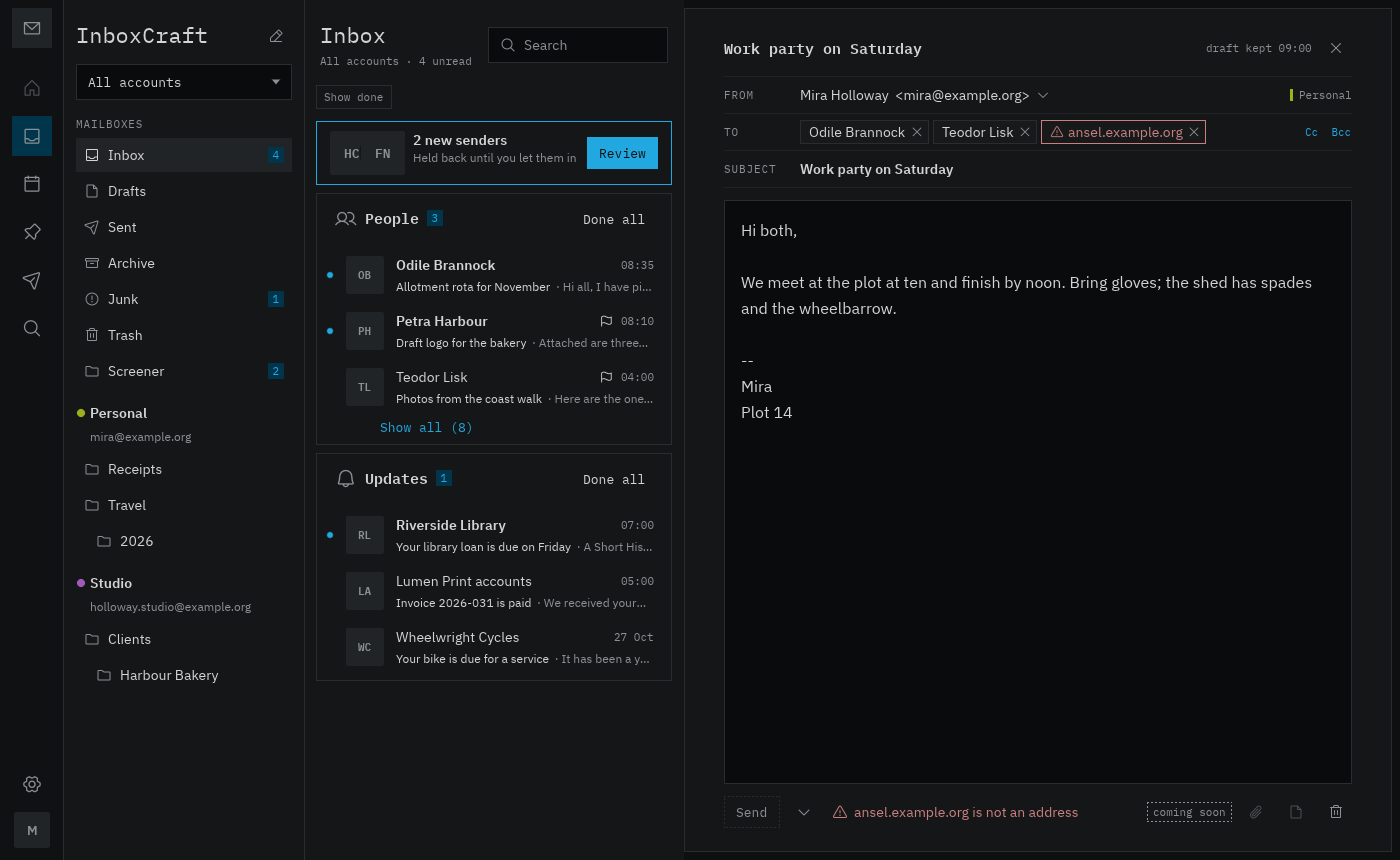 InboxCraft
All accounts
MAILBOXES
Inbox 4
Drafts
Sent
Archive
Junk 1
Trash
Screener 2
Personal
mira@example.org
Receipts
Travel
2026
Studio
holloway.studio@example.org
Clients
Harbour Bakery
M
Inbox
All accounts · 4 unread
Search
Show done
HC FN
2 new senders
Held back until you let them in
Review
People 3 Done all
OB
Odile Brannock 08:35
Allotment rota for November · Hi all, I have pi…
PH
Petra Harbour 08:10
Draft logo for the bakery · Attached are three…
TL
Teodor Lisk 04:00
Photos from the coast walk · Here are the one…
Show all (8)
Updates 1 Done all
RL
Riverside Library 07:00
Your library loan is due on Friday · A Short His…
LA
Lumen Print accounts 05:00
Invoice 2026-031 is paid · We received your…
WC
Wheelwright Cycles 27 Oct
Your bike is due for a service · It has been a y…
Work party on Saturday draft kept 09:00
FROM Mira Holloway <mira@example.org> Personal
TO Odile Brannock Teodor Lisk ansel.example.org Cc Bcc
SUBJECT Work party on Saturday
Hi both,
We meet at the plot at ten and finish by noon. Bring gloves; the shed has spades
and the wheelbarrow.
--
Mira
Plot 14
Send ansel.example.org is not an address coming soon